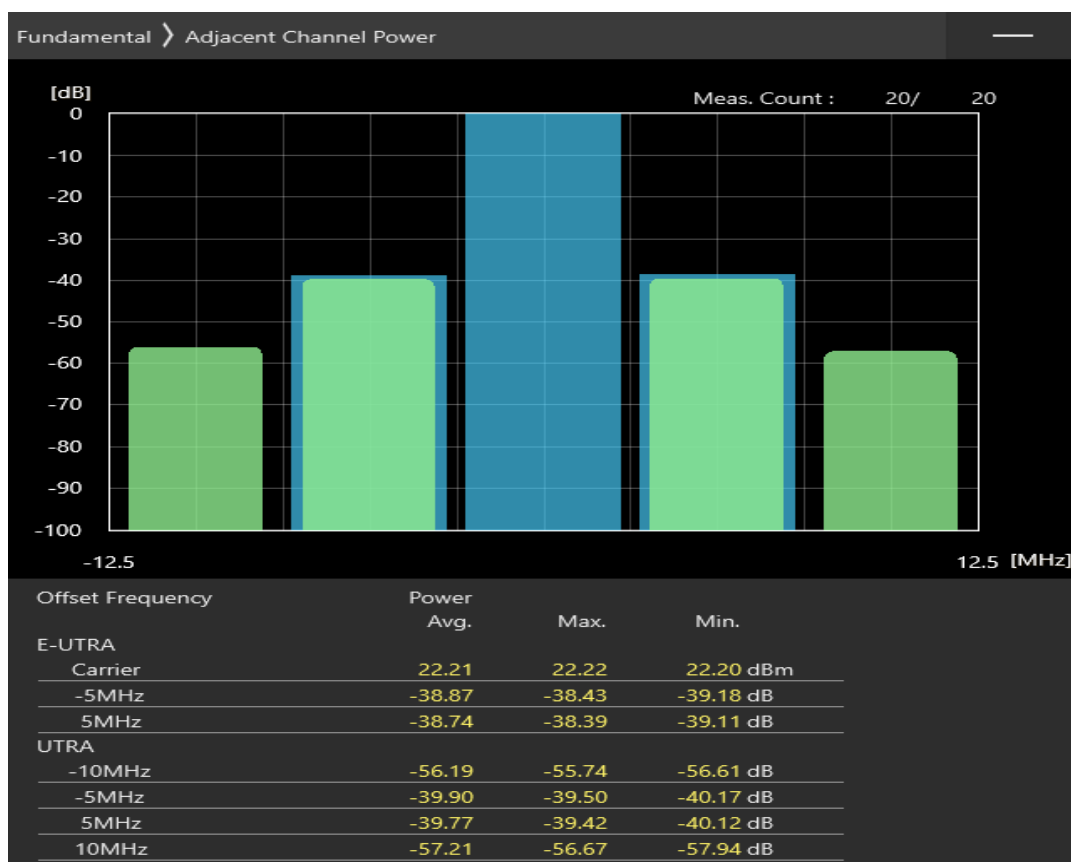 Fundamental ❯ Adjacent Channel Power
[dB]
Meas. Count : 20/ 20
0
-10
-20
-30
-40
-50
-60
-70
-80
-90
-100
-12.5 12.5 [MHz]
Offset Frequency Power
Avg. Max. Min.
E-UTRA
Carrier 22.21 22.22 22.20 dBm
-5MHz -38.87 -38.43 -39.18 dB
5MHz -38.74 -38.39 -39.11 dB
UTRA
-10MHz -56.19 -55.74 -56.61 dB
-5MHz -39.90 -39.50 -40.17 dB
5MHz -39.77 -39.42 -40.12 dB
10MHz -57.21 -56.67 -57.94 dB